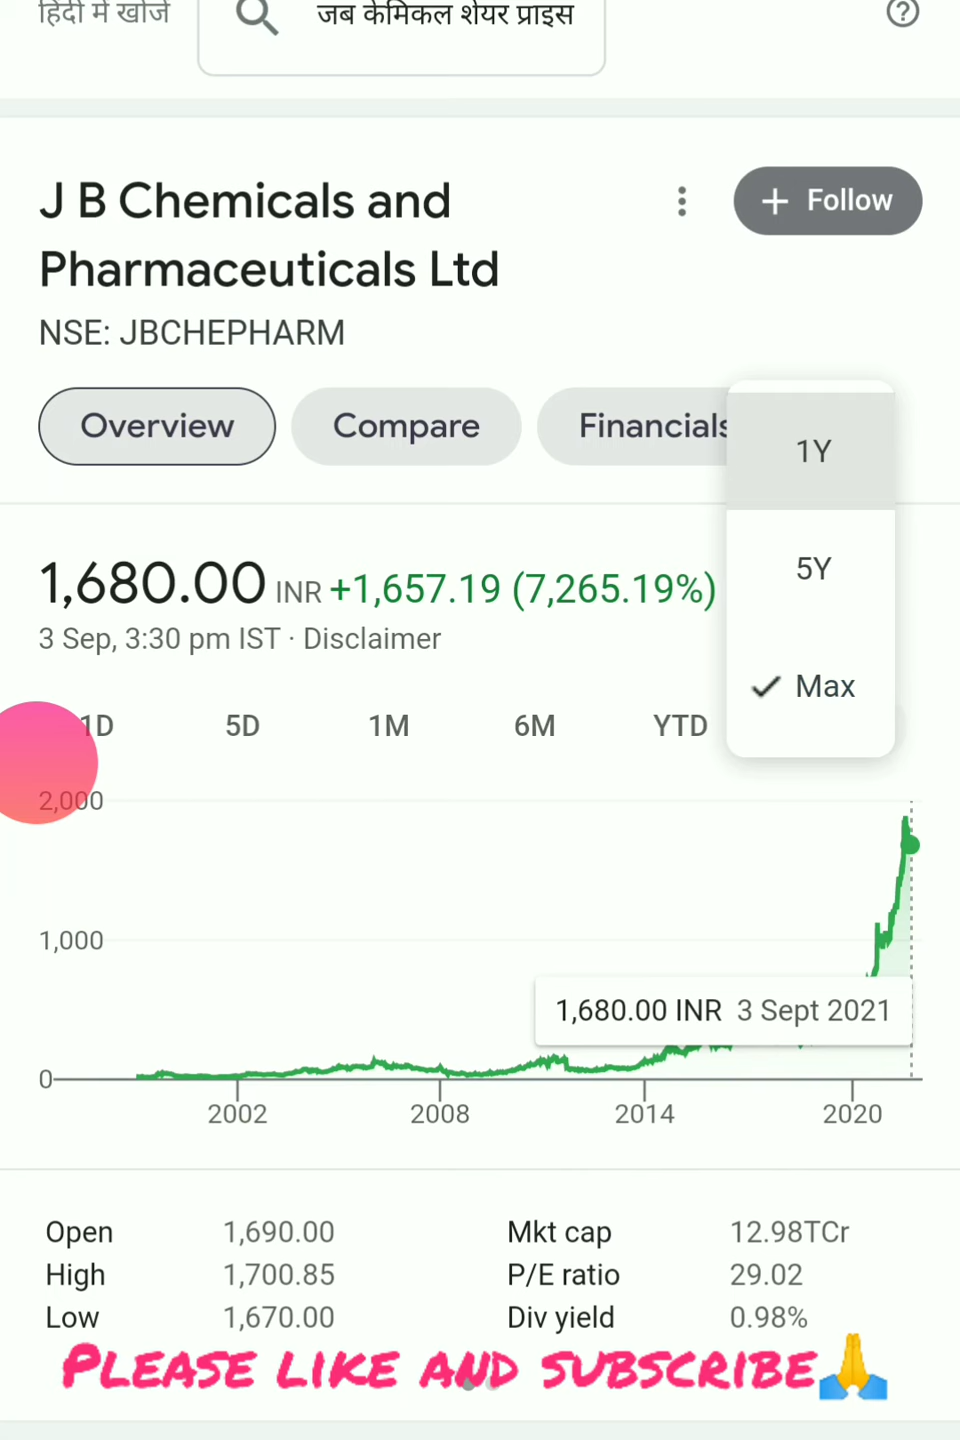 हिंदी में खोजें
जब केमिकल शेयर प्राइस
J B Chemicals and
Pharmaceuticals Ltd
+ Follow
NSE: JBCHEPHARM
Overview
Compare
Financials
1Y
5Y
Max
1,680.00 INR +1,657.19 (7,265.19%)
3 Sep, 3:30 pm IST · Disclaimer
1D 5D 1M 6M YTD
2,000
1,000
1,680.00 INR 3 Sept 2021
0
2002 2008 2014 2020
Open 1,690.00 Mkt cap 12.98TCr
High 1,700.85 P/E ratio 29.02
Low 1,670.00 Div yield 0.98%
PLEASE LIKE AND SUBSCRIBE🙏